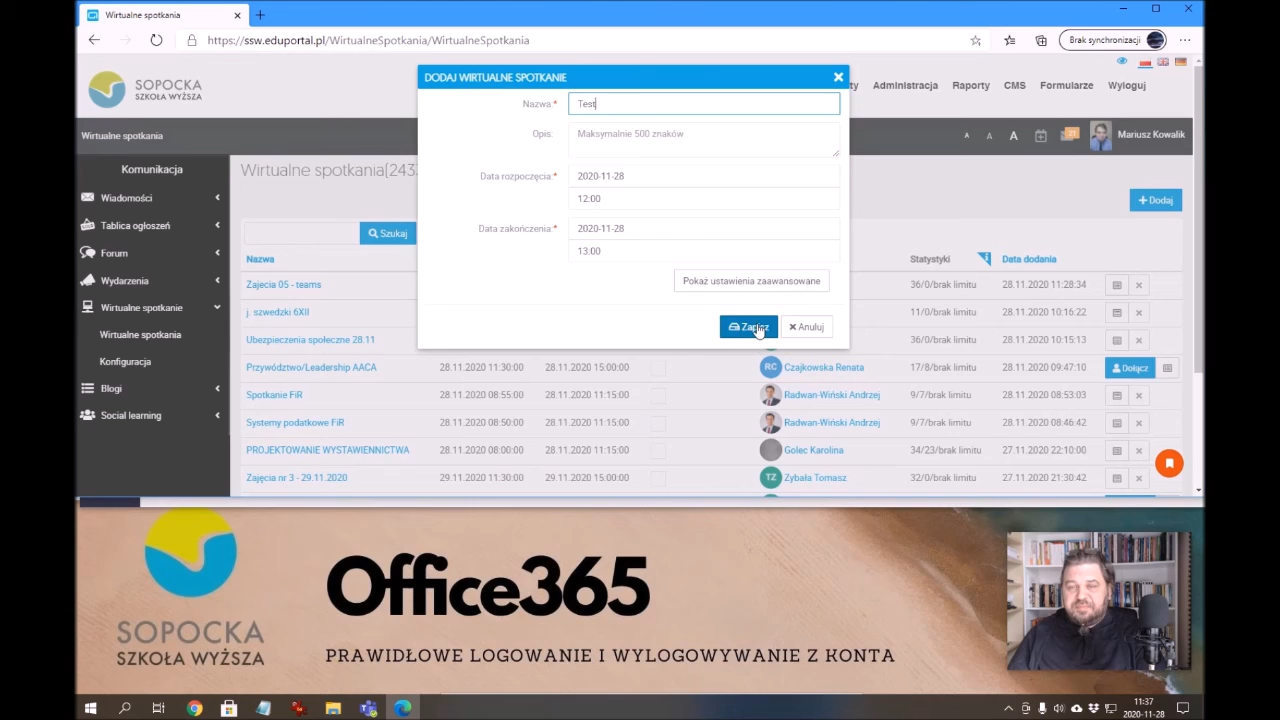 Wirtualne spotkania
https://ssw.eduportal.pl/WirtualneSpotkania/WirtualneSpotkania
Brak synchronizacji
SOPOCKA
SZKOŁA WYŻSZA
Administracja Raporty CMS Formularze Wyloguj
Wirtualne spotkania
A A A 21 Mariusz Kowalik
Komunikacja
Wiadomości
Tablica ogłoszeń
Forum
Wydarzenia
Wirtualne spotkanie
Wirtualne spotkania
Konfiguracja
Blogi
Social learning
DODAJ WIRTUALNE SPOTKANIE
Nazwa:* Test
Opis: Maksymalnie 500 znaków
Data rozpoczęcia:* 2020-11-28
12:00
Data zakończenia:* 2020-11-28
13:00
Pokaż ustawienia zaawansowane
Zapisz Anuluj
Dodaj
Szukaj
Nazwa Statystyki Data dodania
Zajecia 05 - teams 36/0/brak limitu 28.11.2020 11:28:34
j. szwedzki 6XII 11/0/brak limitu 28.11.2020 10:16:22
Ubezpieczenia społeczne 28.11 36/0/brak limitu 28.11.2020 10:15:13
Przywództwo/Leadership AACA 28.11.2020 11:30:00 28.11.2020 15:00:00 RC Czajkowska Renata 17/8/brak limitu 28.11.2020 09:47:10 Dołącz
Spotkanie FiR 28.11.2020 08:55:00 28.11.2020 11:15:00 Radwan-Wiński Andrzej 9/7/brak limitu 28.11.2020 08:53:03
Systemy podatkowe FiR 28.11.2020 08:50:00 28.11.2020 11:15:00 Radwan-Wiński Andrzej 9/7/brak limitu 28.11.2020 08:46:42
PROJEKTOWANIE WYSTAWIENNICTWA 28.11.2020 08:00:00 28.11.2020 11:00:00 Golec Karolina 34/23/brak limitu 27.11.2020 22:10:00
Zajęcia nr 3 - 29.11.2020 29.11.2020 11:30:00 29.11.2020 15:00:00 TZ Zybała Tomasz 32/0/brak limitu 27.11.2020 21:30:42
SOPOCKA
SZKOŁA WYŻSZA
Office365
PRAWIDŁOWE LOGOWANIE I WYLOGOWYWANIE Z KONTA
11:37
2020-11-28